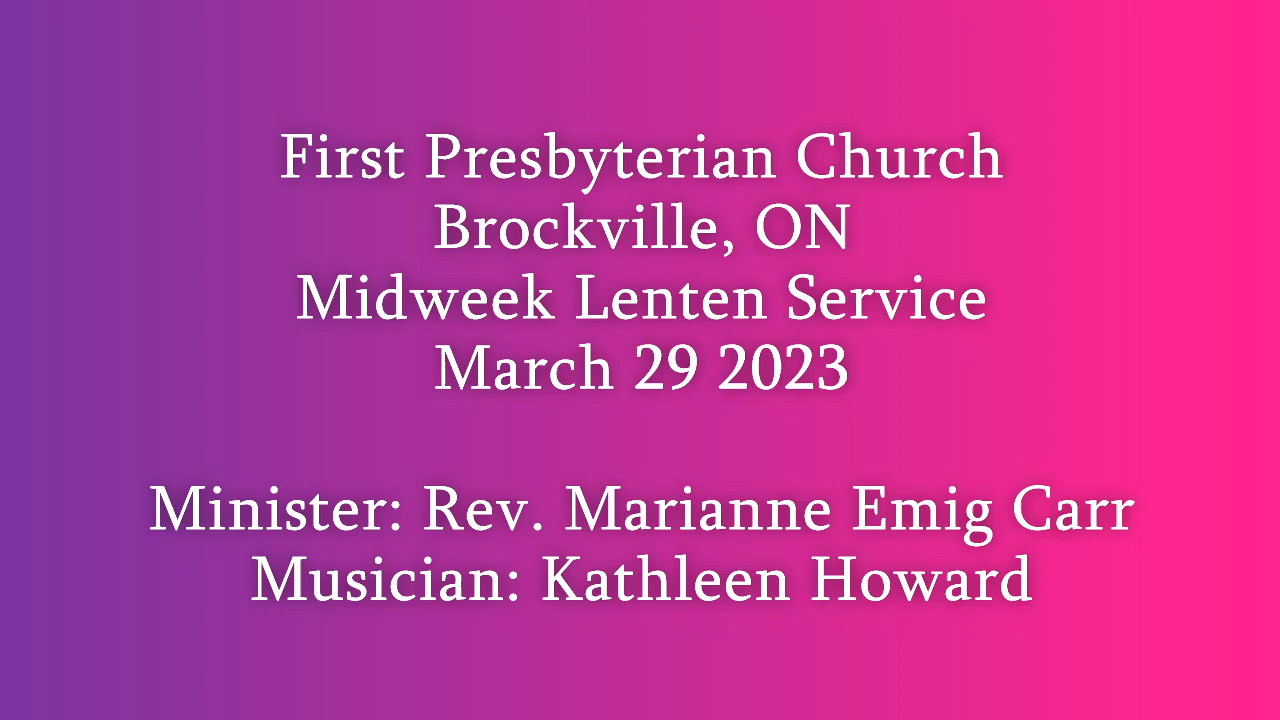 First Presbyterian Church
Brockville, ON
Midweek Lenten Service
March 29 2023
Minister: Rev. Marianne Emig Carr
Musician: Kathleen Howard